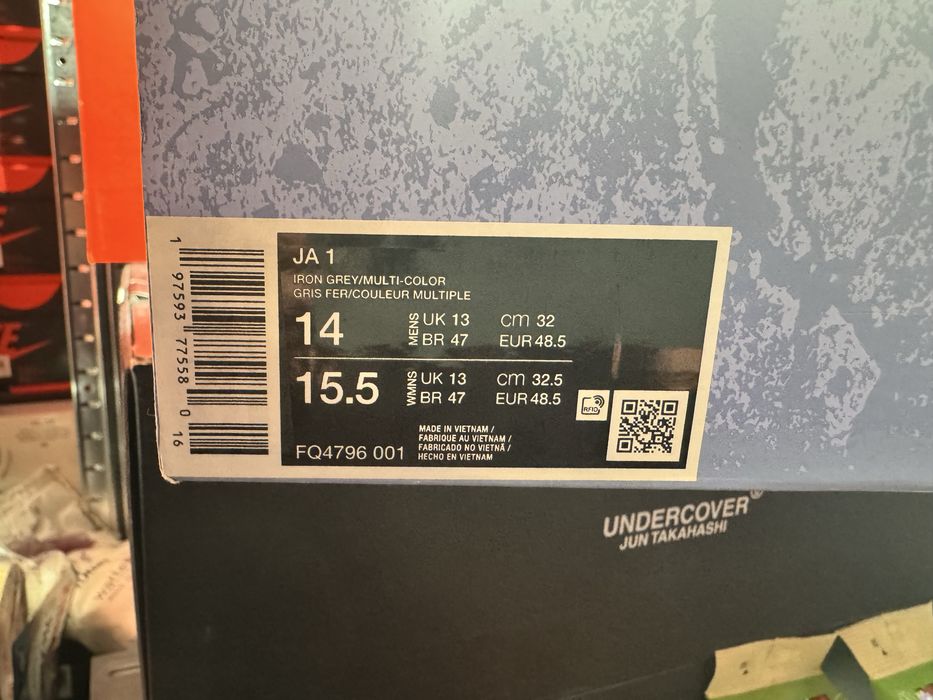 JA 1
IRON GREY/MULTI-COLOR
GRIS FER/COULEUR MULTIPLE
14
MENS
UK 13 cm 32
BR 47 EUR 48.5
15.5
WMNS
UK 13 cm 32.5
BR 47 EUR 48.5
RFID
MADE IN VIETNAM /
FABRIQUE AU VIETNAM /
FABRICADO NO VIETNÃ /
HECHO EN VIETNAM
FQ4796 001
1 97593 77558 0 16
UNDERCOVER®
JUN TAKAHASHI